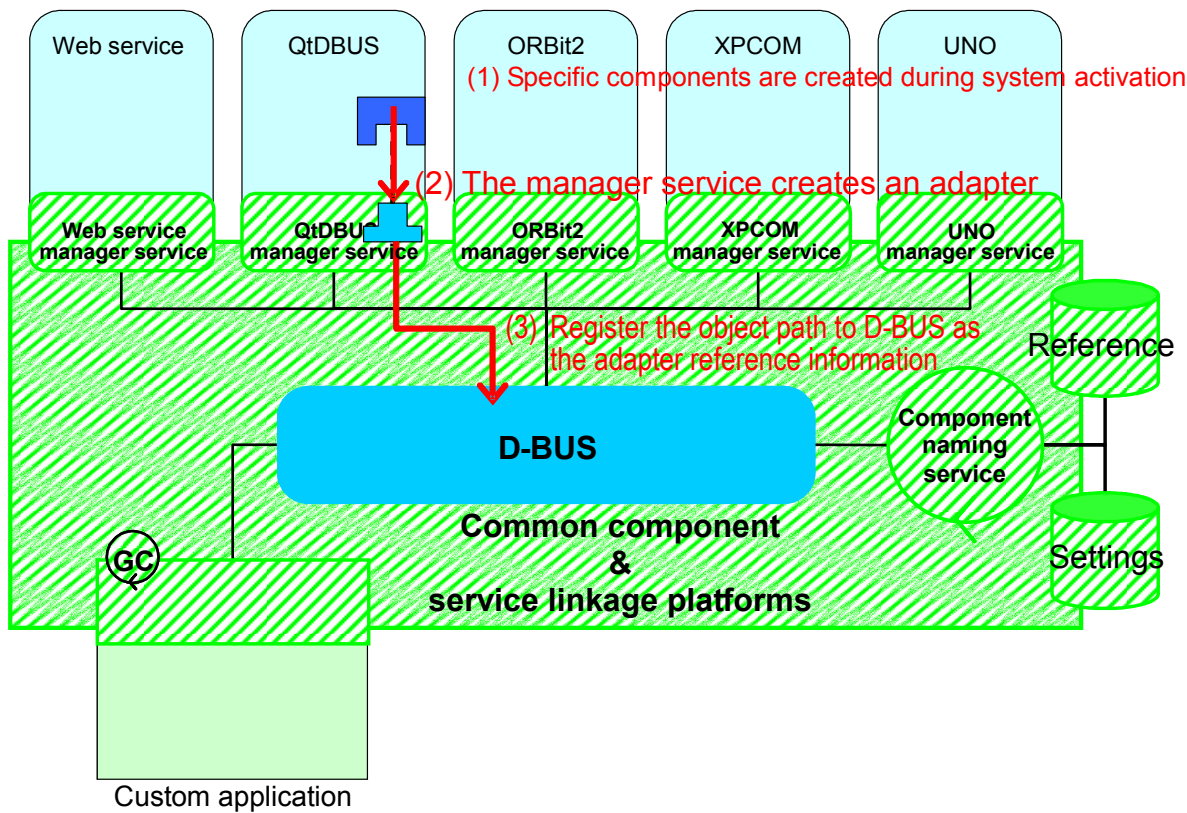 Web service
QtDBUS
ORBit2
XPCOM
UNO
(1) Specific components are created during system activation
(2) The manager service creates an adapter
Web service
manager service
QtDBUS
manager service
ORBit2
manager service
XPCOM
manager service
UNO
manager service
(3) Register the object path to D-BUS as
the adapter reference information
Reference
D-BUS
Component
naming
service
Common component
&
service linkage platforms
Settings
GC
Custom application